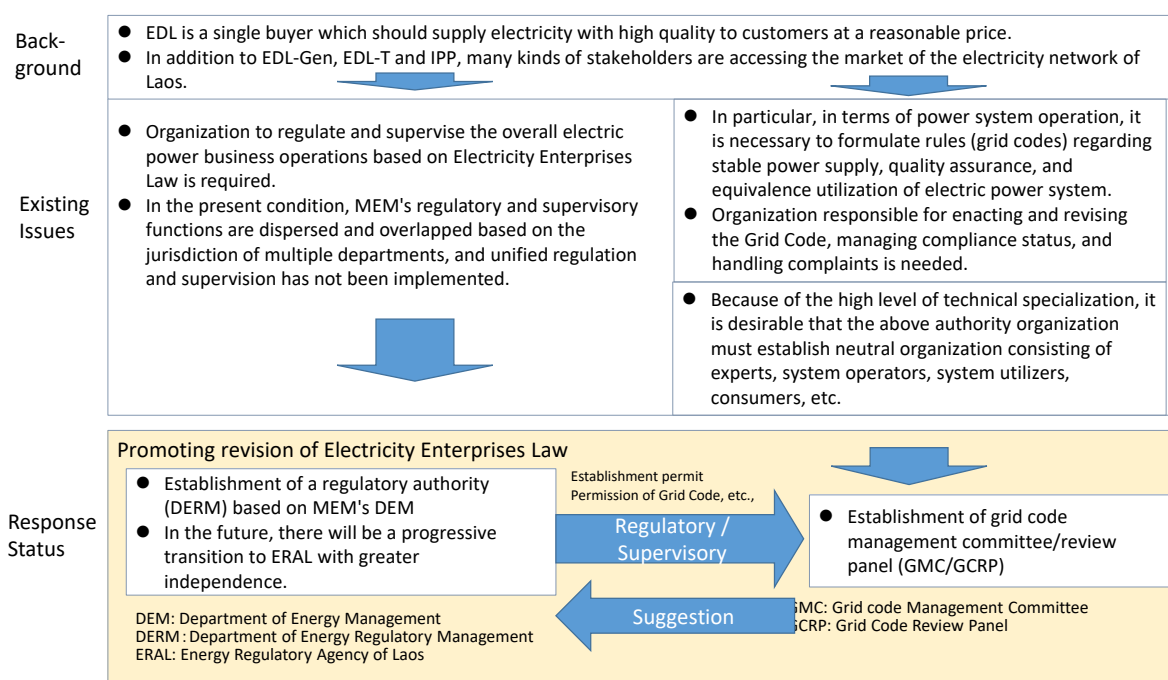 Back-
ground
● EDL is a single buyer which should supply electricity with high quality to customers at a reasonable price.
● In addition to EDL-Gen, EDL-T and IPP, many kinds of stakeholders are accessing the market of the electricity network of
Laos.
Existing
Issues
● Organization to regulate and supervise the overall electric
power business operations based on Electricity Enterprises
Law is required.
● In the present condition, MEM's regulatory and supervisory
functions are dispersed and overlapped based on the
jurisdiction of multiple departments, and unified regulation
and supervision has not been implemented.
● In particular, in terms of power system operation, it
is necessary to formulate rules (grid codes) regarding
stable power supply, quality assurance, and
equivalence utilization of electric power system.
● Organization responsible for enacting and revising
the Grid Code, managing compliance status, and
handling complaints is needed.
● Because of the high level of technical specialization, it
is desirable that the above authority organization
must establish neutral organization consisting of
experts, system operators, system utilizers,
consumers, etc.
Response
Status
Promoting revision of Electricity Enterprises Law
● Establishment of a regulatory authority
(DERM) based on MEM's DEM
● In the future, there will be a progressive
transition to ERAL with greater
independence.
Establishment permit
Permission of Grid Code, etc.,
Regulatory /
Supervisory
Suggestion
● Establishment of grid code
management committee/review
panel (GMC/GCRP)
DEM: Department of Energy Management
DERM : Department of Energy Regulatory Management
ERAL: Energy Regulatory Agency of Laos
GMC: Grid code Management Committee
GCRP: Grid Code Review Panel